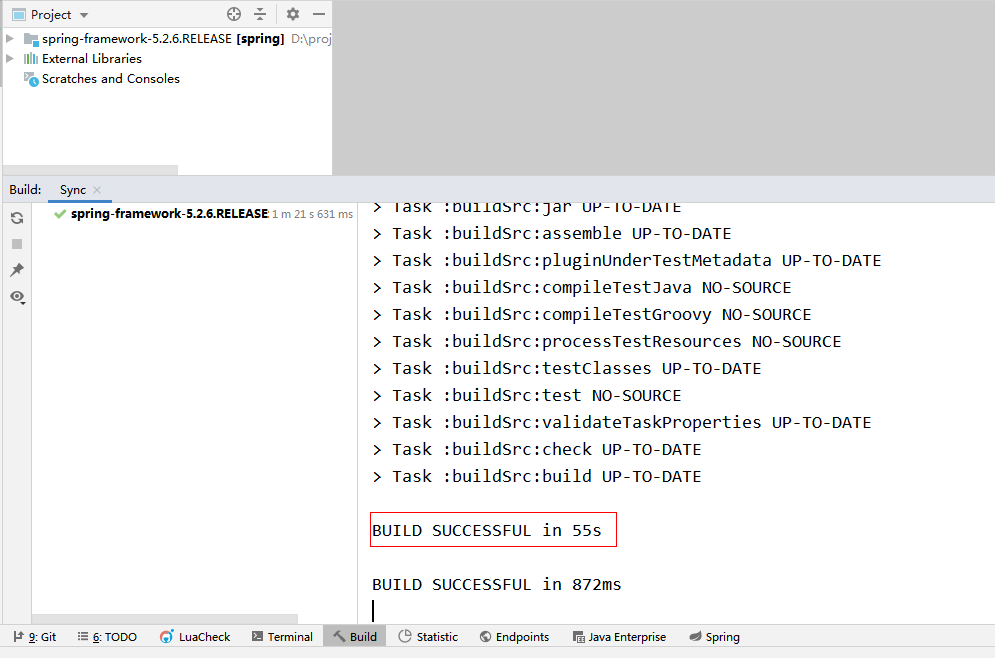 Project
spring-framework-5.2.6.RELEASE [spring] D:\proj
External Libraries
Scratches and Consoles
Build: Sync
spring-framework-5.2.6.RELEASE 1 m 21 s 631 ms
> Task :buildSrc:jar UP-TO-DATE
> Task :buildSrc:assemble UP-TO-DATE
> Task :buildSrc:pluginUnderTestMetadata UP-TO-DATE
> Task :buildSrc:compileTestJava NO-SOURCE
> Task :buildSrc:compileTestGroovy NO-SOURCE
> Task :buildSrc:processTestResources NO-SOURCE
> Task :buildSrc:testClasses UP-TO-DATE
> Task :buildSrc:test NO-SOURCE
> Task :buildSrc:validateTaskProperties UP-TO-DATE
> Task :buildSrc:check UP-TO-DATE
> Task :buildSrc:build UP-TO-DATE
BUILD SUCCESSFUL in 55s
BUILD SUCCESSFUL in 872ms
9: Git 6: TODO LuaCheck Terminal Build Statistic Endpoints Java Enterprise Spring